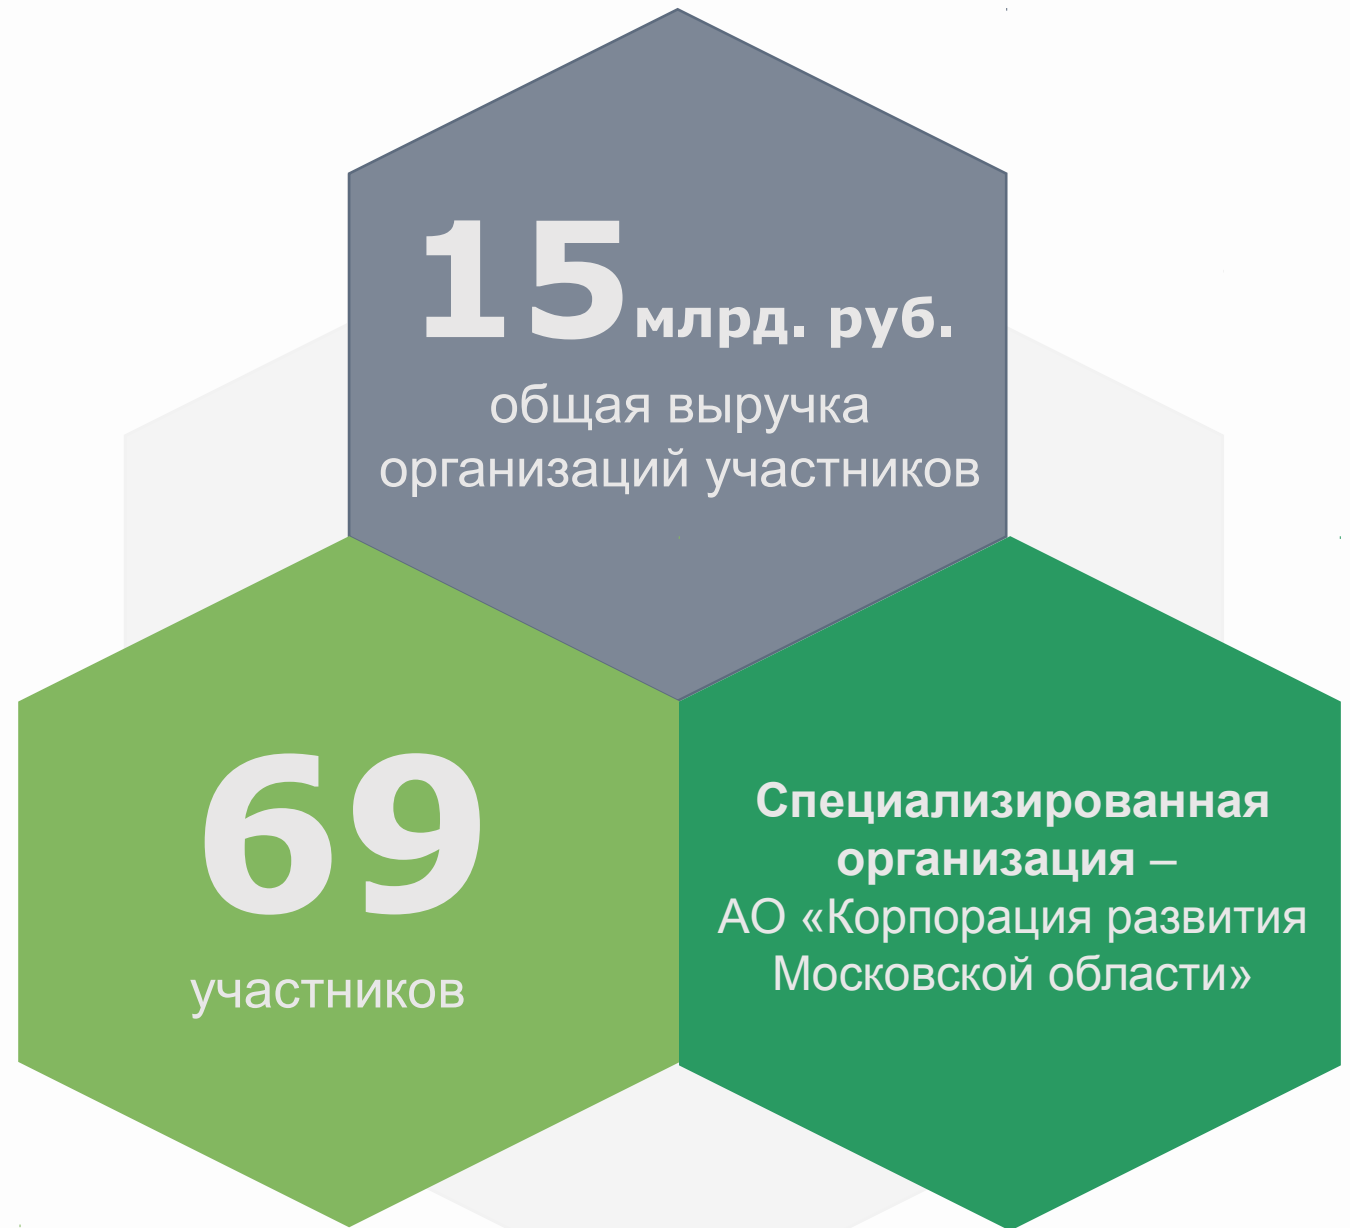 15 млрд. руб.
общая выручка
организаций участников
69
участников
Специализированная
организация –
АО «Корпорация развития
Московской области»